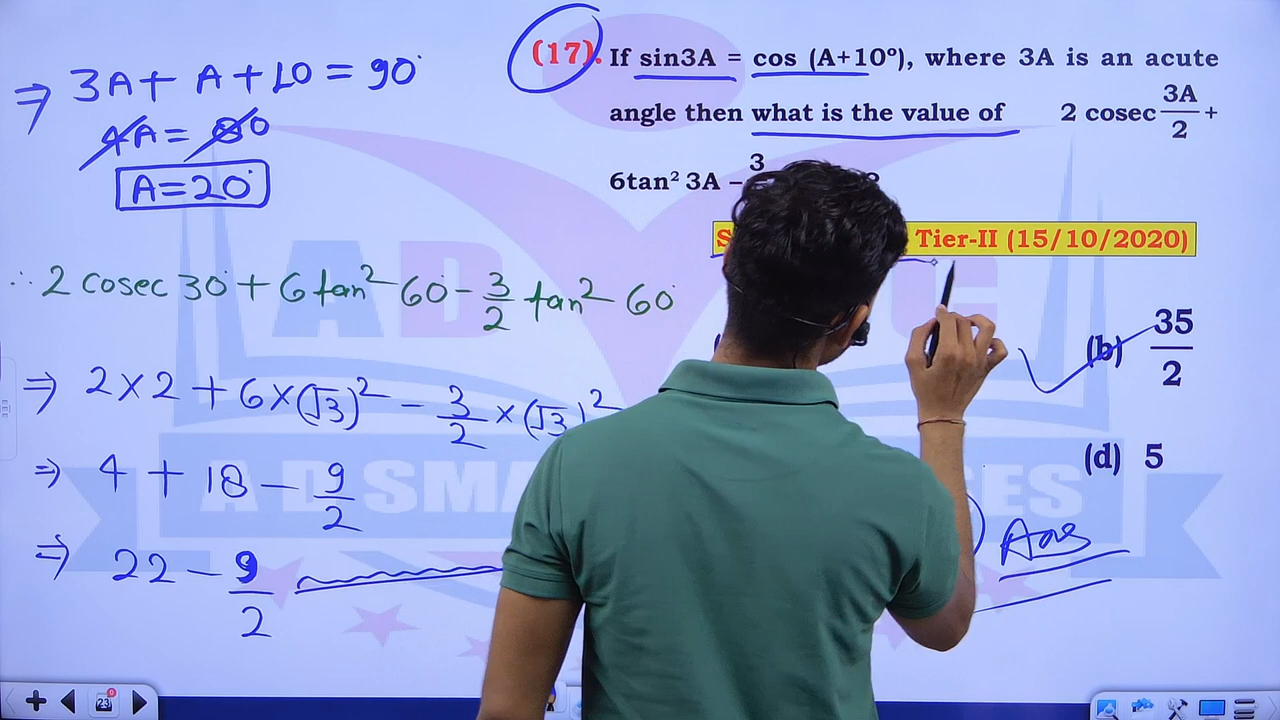 (17). If sin3A = cos (A+10º), where 3A is an acute
angle then what is the value of 2 cosec 3A/2 +
6tan² 3A − 3
Tier-II (15/10/2020)
(b) 35/2
(d) 5
⇒ 3A + A + 10 = 90°
4A = 80
A = 20°
∴ 2 cosec 30° + 6 tan² 60° − 3/2 tan² 60°
⇒ 2 × 2 + 6 × (√3)² − 3/2 × (√3)²
⇒ 4 + 18 − 9/2
⇒ 22 − 9/2
Ans
23